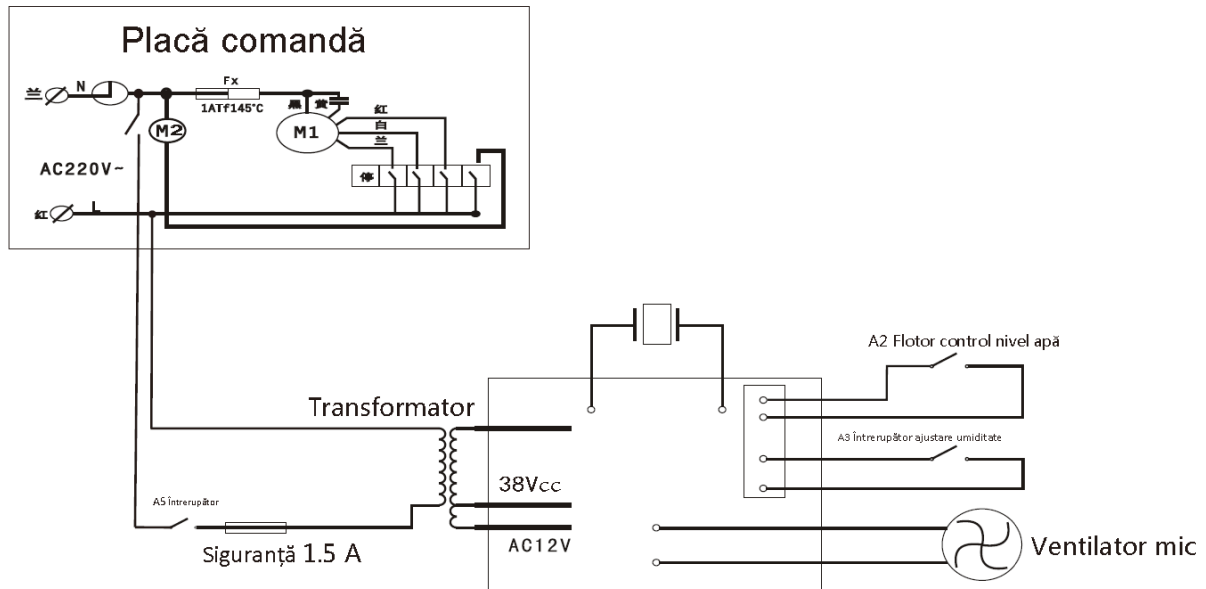 Placă comandă
兰
N
Fx
1ATf145°C
M2
黑
黄
M1
红
白
兰
AC220V~
停
红
L
A2 Flotor control nivel apă
Transformator
A3 Întrerupător ajustare umiditate
38Vcc
A5 Întrerupător
AC12V
Siguranță 1.5 A
Ventilator mic